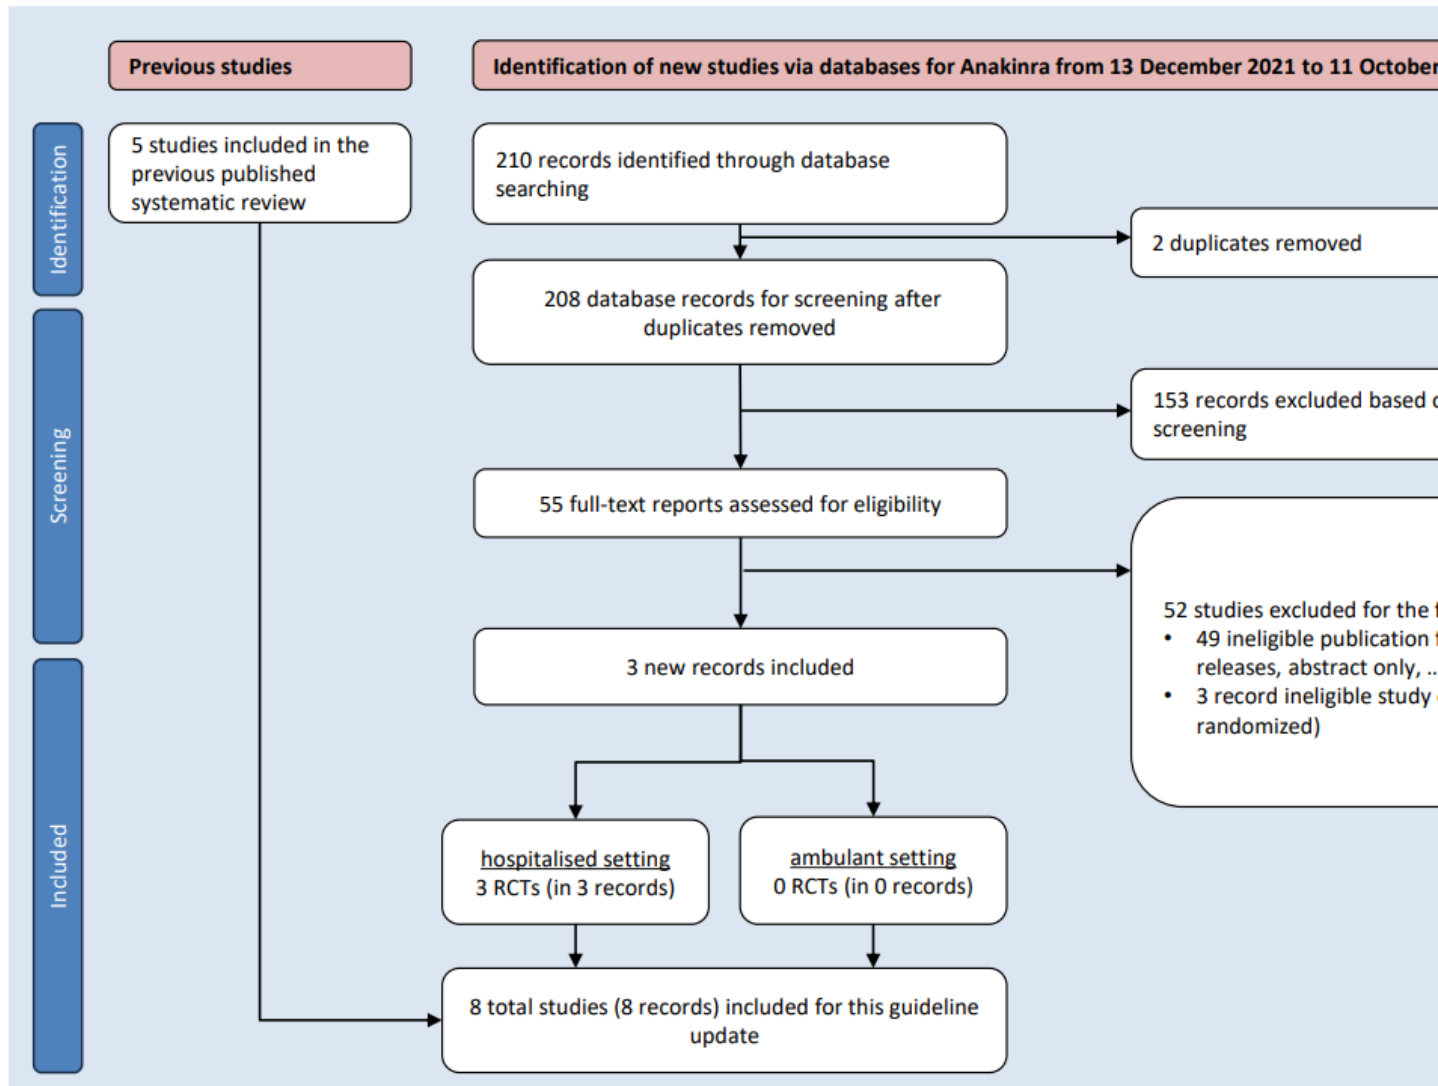 Previous studies
Identification of new studies via databases for Anakinra from 13 December 2021 to 11 October
Identification
5 studies included in the
previous published
systematic review
210 records identified through database
searching
2 duplicates removed
208 database records for screening after
duplicates removed
Screening
153 records excluded based
screening
55 full-text reports assessed for eligibility
52 studies excluded for the
• 49 ineligible publication
releases, abstract only, ..
• 3 record ineligible study
randomized)
3 new records included
Included
hospitalised setting
3 RCTs (in 3 records)
ambulant setting
0 RCTs (in 0 records)
8 total studies (8 records) included for this guideline
update